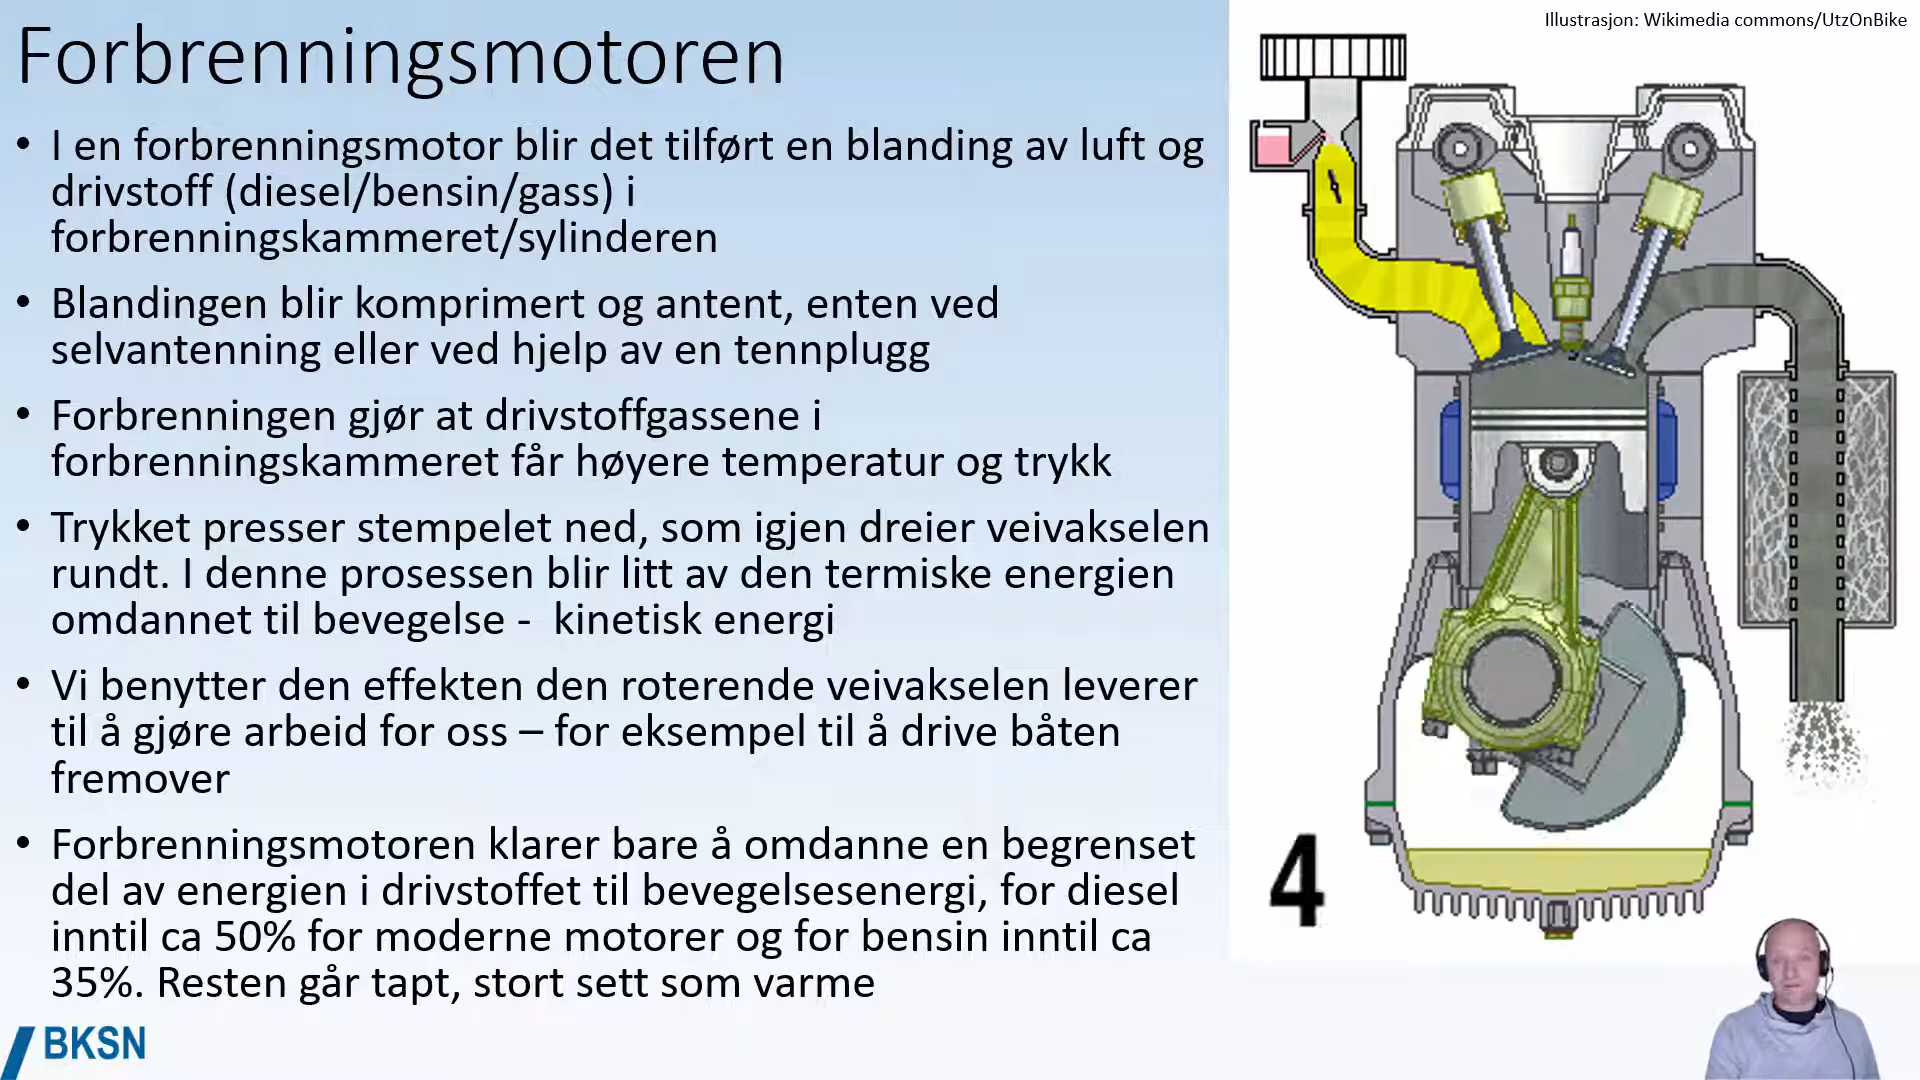 Forbrenningsmotoren
Illustrasjon: Wikimedia commons/UtzOnBike
• I en forbrenningsmotor blir det tilført en blanding av luft og
drivstoff (diesel/bensin/gass) i
forbrenningskammeret/sylinderen
• Blandingen blir komprimert og antent, enten ved
selvantenning eller ved hjelp av en tennplugg
• Forbrenningen gjør at drivstoffgassene i
forbrenningskammeret får høyere temperatur og trykk
• Trykket presser stempelet ned, som igjen dreier veivakselen
rundt. I denne prosessen blir litt av den termiske energien
omdannet til bevegelse - kinetisk energi
• Vi benytter den effekten den roterende veivakselen leverer
til å gjøre arbeid for oss – for eksempel til å drive båten
fremover
• Forbrenningsmotoren klarer bare å omdanne en begrenset
del av energien i drivstoffet til bevegelsesenergi, for diesel
inntil ca 50% for moderne motorer og for bensin inntil ca
35%. Resten går tapt, stort sett som varme
4
BKSN